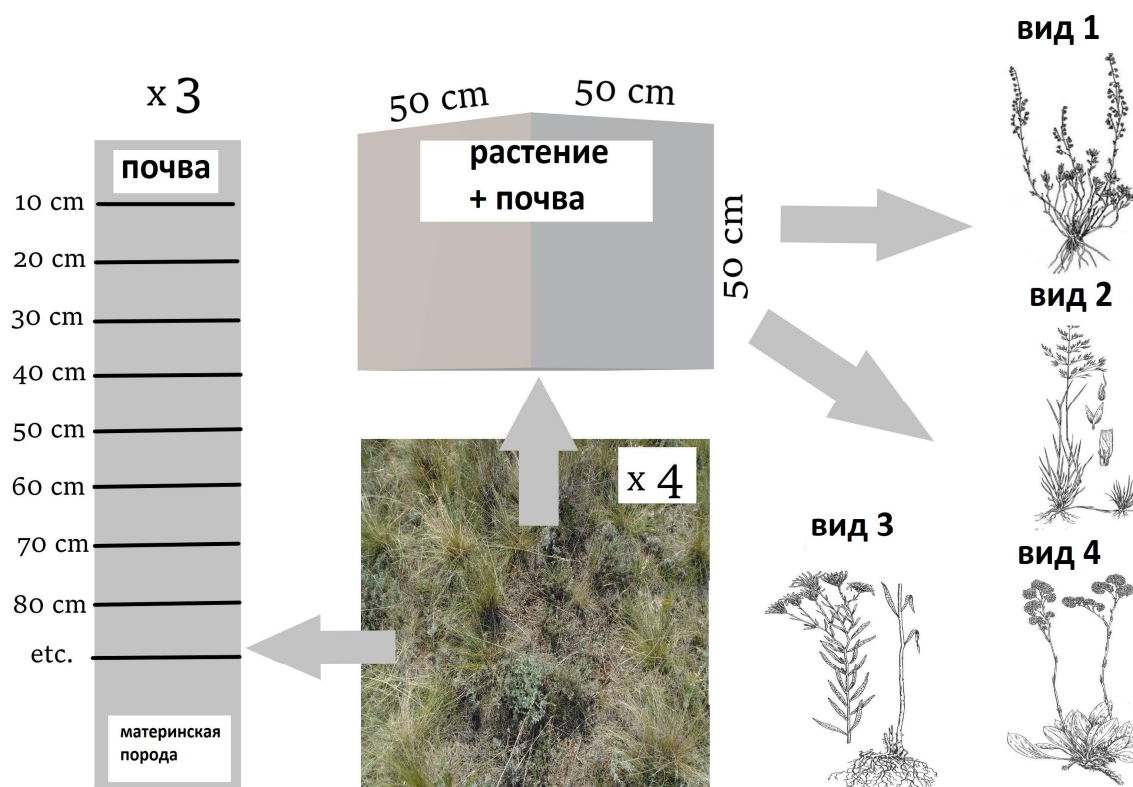 x 3
почва
10 cm
20 cm
30 cm
40 cm
50 cm
60 cm
70 cm
80 cm
etc.
материнская
порода
50 cm
50 cm
растение
+ почва
50 cm
x 4
вид 1
вид 2
вид 3
вид 4